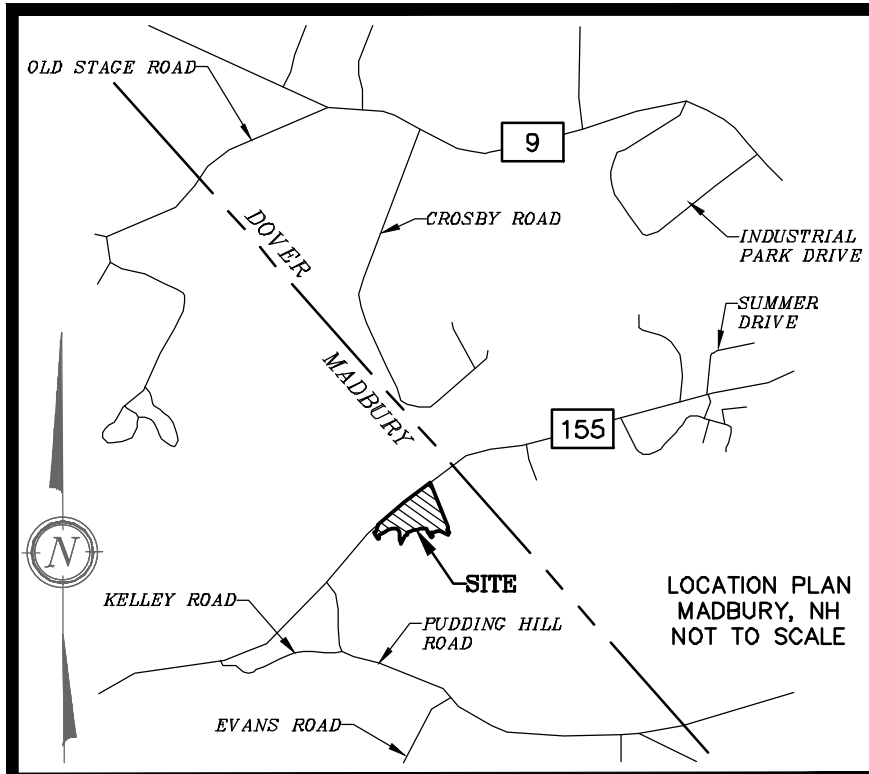 OLD STAGE ROAD
9
DOVER
CROSBY ROAD
INDUSTRIAL
PARK DRIVE
SUMMER
DRIVE
MADBURY
155
N
SITE
LOCATION PLAN
MADBURY, NH
NOT TO SCALE
KELLEY ROAD
PUDDING HILL
ROAD
EVANS ROAD